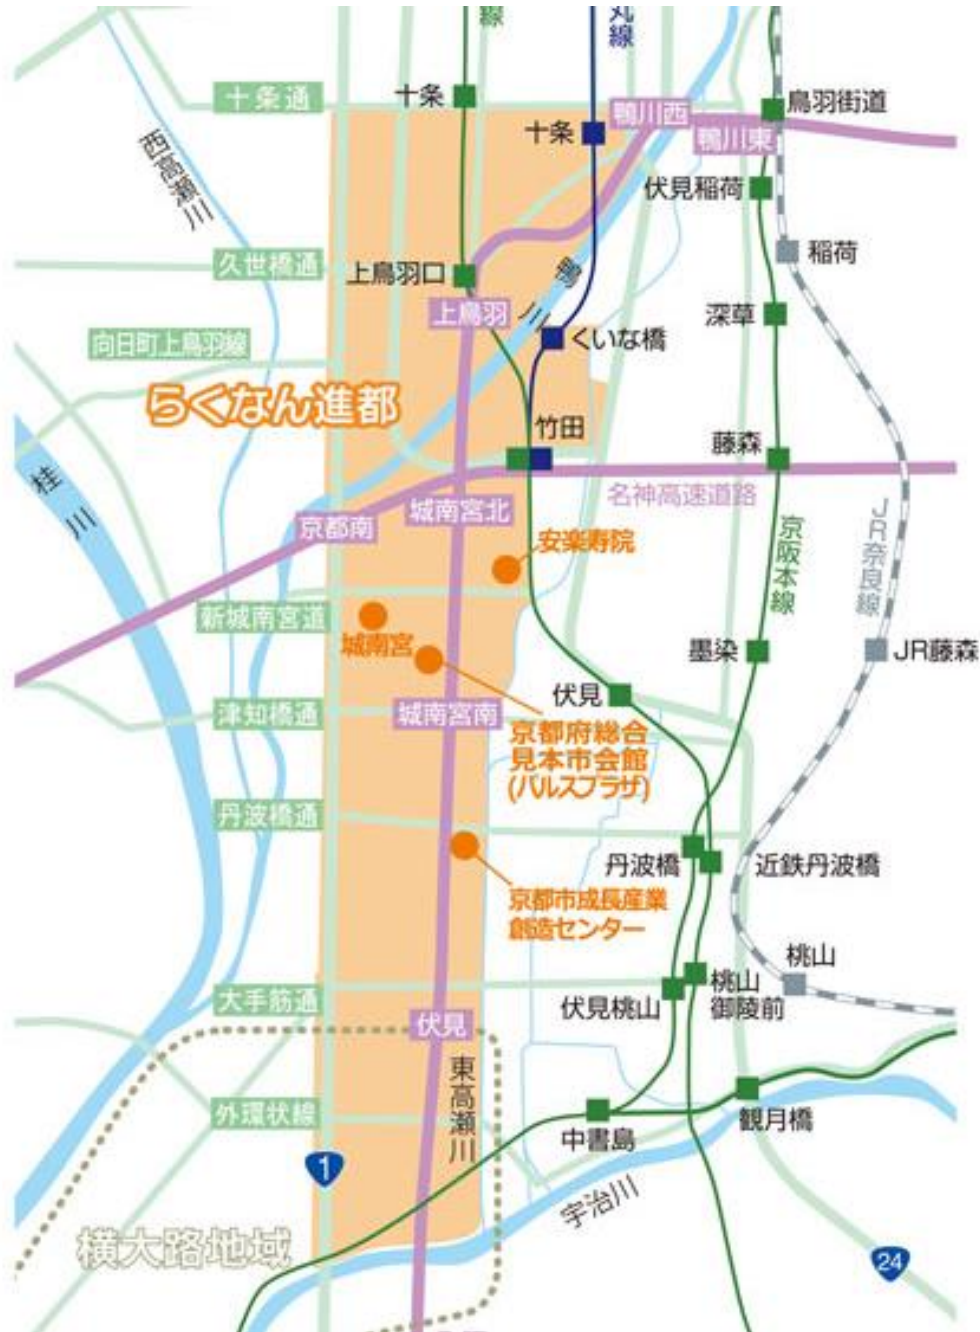 線
丸線
十条通
十条
鴨川西
鳥羽街道
十条
鴨川東
西高瀬川
伏見稲荷
稲荷
久世橋通
上鳥羽口
鴨川
上鳥羽
深草
向日町上鳥羽線
くいな橋
らくなん進都
竹田
藤森
桂川
名神高速道路
京都南
城南宮北
安楽寿院
京阪本線
JR奈良線
新城南宮道
城南宮
墨染
JR藤森
伏見
津知橋通
城南宮南
京都府総合
見本市会館
(パルスプラザ)
丹波橋通
丹波橋
近鉄丹波橋
京都市成長産業
創造センター
桃山
大手筋通
伏見桃山
桃山
御陵前
伏見
東高瀬川
外環状線
中書島
観月橋
1
宇治川
横大路地域
24